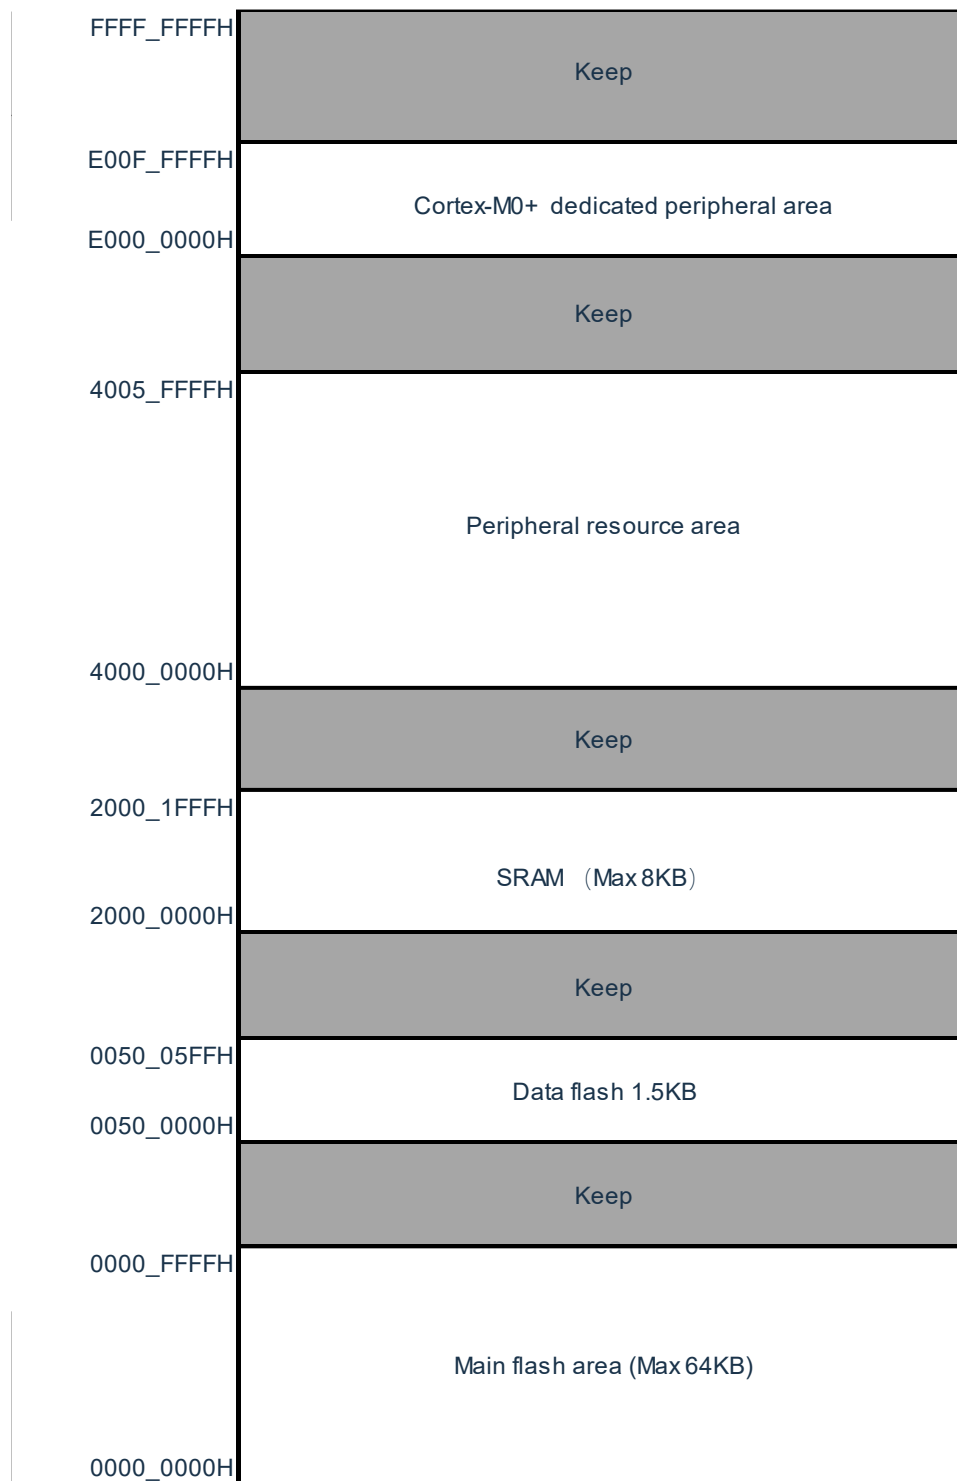 FFFF_FFFFH
Keep
E00F_FFFFH
Cortex-M0+ dedicated peripheral area
E000_0000H
Keep
4005_FFFFH
Peripheral resource area
4000_0000H
Keep
2000_1FFFH
SRAM （Max 8KB）
2000_0000H
Keep
0050_05FFH
Data flash 1.5KB
0050_0000H
Keep
0000_FFFFH
Main flash area (Max 64KB)
0000_0000H